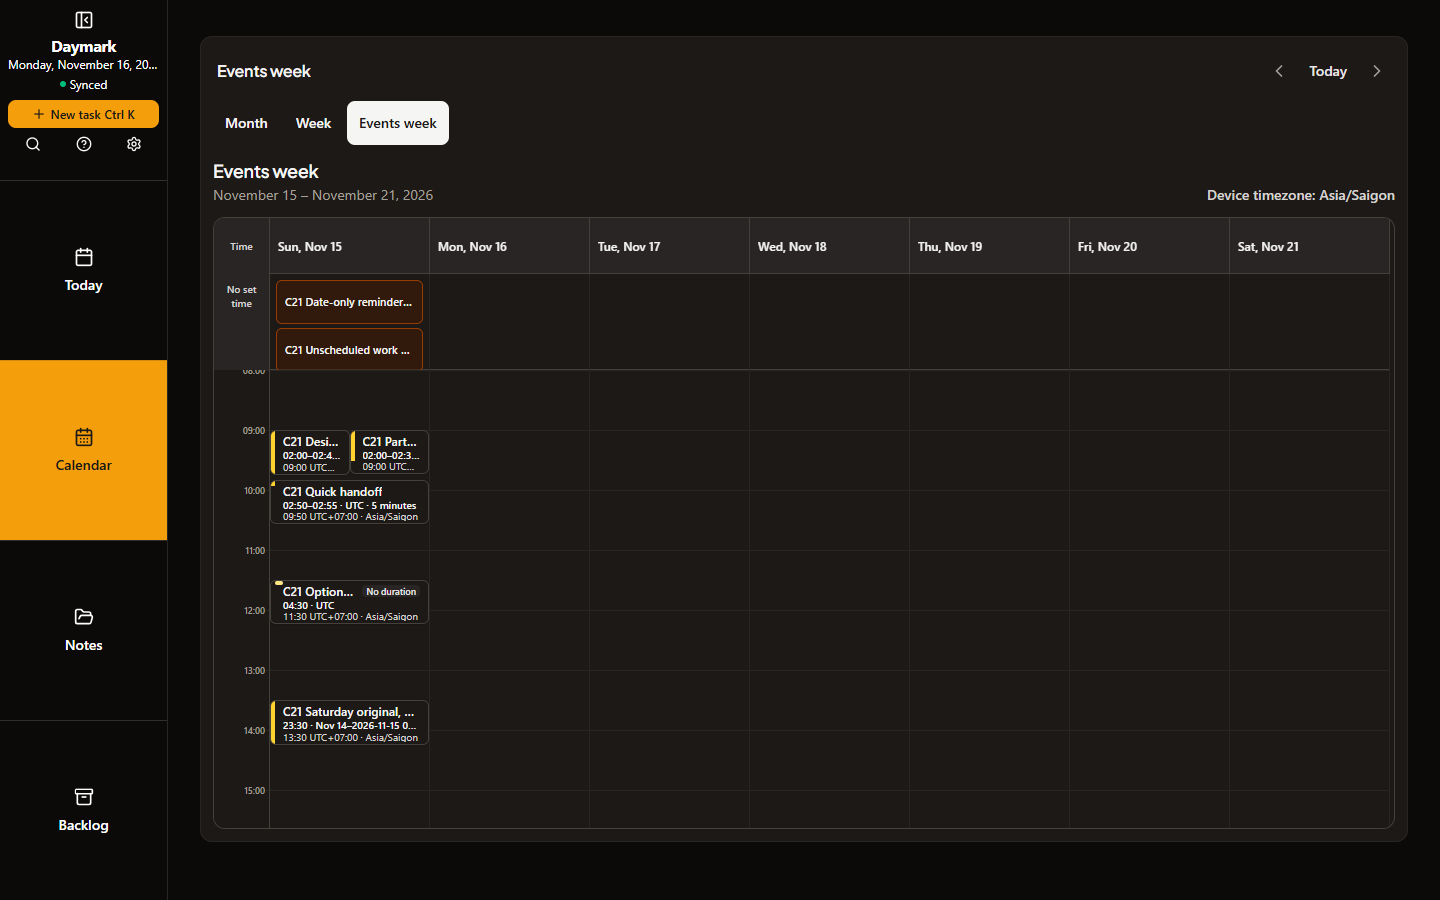 Daymark
Monday, November 16, 20...
Synced
+ New task Ctrl K
Today
Calendar
Notes
Backlog
Events week
Today
Month
Week
Events week
Events week
November 15 – November 21, 2026
Device timezone: Asia/Saigon
Time
Sun, Nov 15
Mon, Nov 16
Tue, Nov 17
Wed, Nov 18
Thu, Nov 19
Fri, Nov 20
Sat, Nov 21
No set
time
C21 Date-only reminder...
C21 Unscheduled work ...
08:00
09:00
C21 Desi...
02:00–02:4...
09:00 UTC...
C21 Part...
02:00–02:3...
09:00 UTC...
10:00
C21 Quick handoff
02:50–02:55 · UTC · 5 minutes
09:50 UTC+07:00 · Asia/Saigon
11:00
C21 Option...
No duration
04:30 · UTC
11:30 UTC+07:00 · Asia/Saigon
12:00
13:00
C21 Saturday original, ...
23:30 · Nov 14–2026-11-15 0...
13:30 UTC+07:00 · Asia/Saigon
14:00
15:00